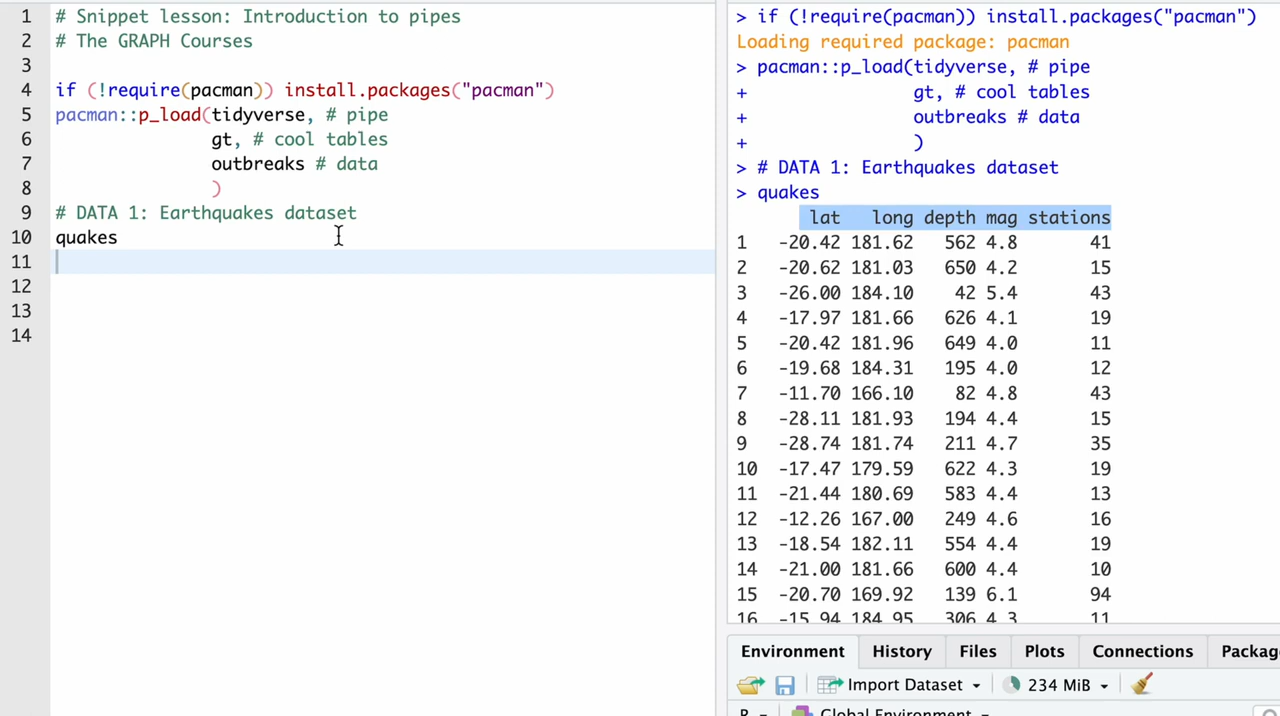 1 # Snippet lesson: Introduction to pipes
2 # The GRAPH Courses
3
4 if (!require(pacman)) install.packages("pacman")
5 pacman::p_load(tidyverse, # pipe
6 gt, # cool tables
7 outbreaks # data
8 )
9 # DATA 1: Earthquakes dataset
10 quakes
11
12
13
14
> if (!require(pacman)) install.packages("pacman")
Loading required package: pacman
> pacman::p_load(tidyverse, # pipe
+ gt, # cool tables
+ outbreaks # data
+ )
> # DATA 1: Earthquakes dataset
> quakes
lat long depth mag stations
1 -20.42 181.62 562 4.8 41
2 -20.62 181.03 650 4.2 15
3 -26.00 184.10 42 5.4 43
4 -17.97 181.66 626 4.1 19
5 -20.42 181.96 649 4.0 11
6 -19.68 184.31 195 4.0 12
7 -11.70 166.10 82 4.8 43
8 -28.11 181.93 194 4.4 15
9 -28.74 181.74 211 4.7 35
10 -17.47 179.59 622 4.3 19
11 -21.44 180.69 583 4.4 13
12 -12.26 167.00 249 4.6 16
13 -18.54 182.11 554 4.4 19
14 -21.00 181.66 600 4.4 10
15 -20.70 169.92 139 6.1 94
16 -15.94 184.95 306 4.3 11
Environment History Files Plots Connections Packag
Import Dataset 234 MiB
R Global Environment